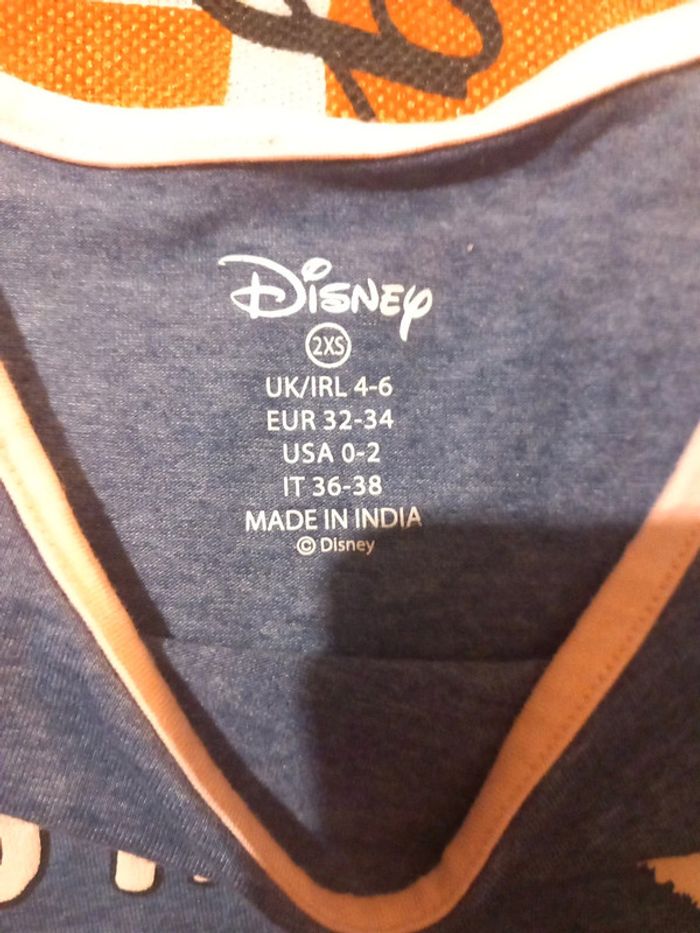 Disney
2XS
UK/IRL 4-6
EUR 32-34
USA 0-2
IT 36-38
MADE IN INDIA
© Disney